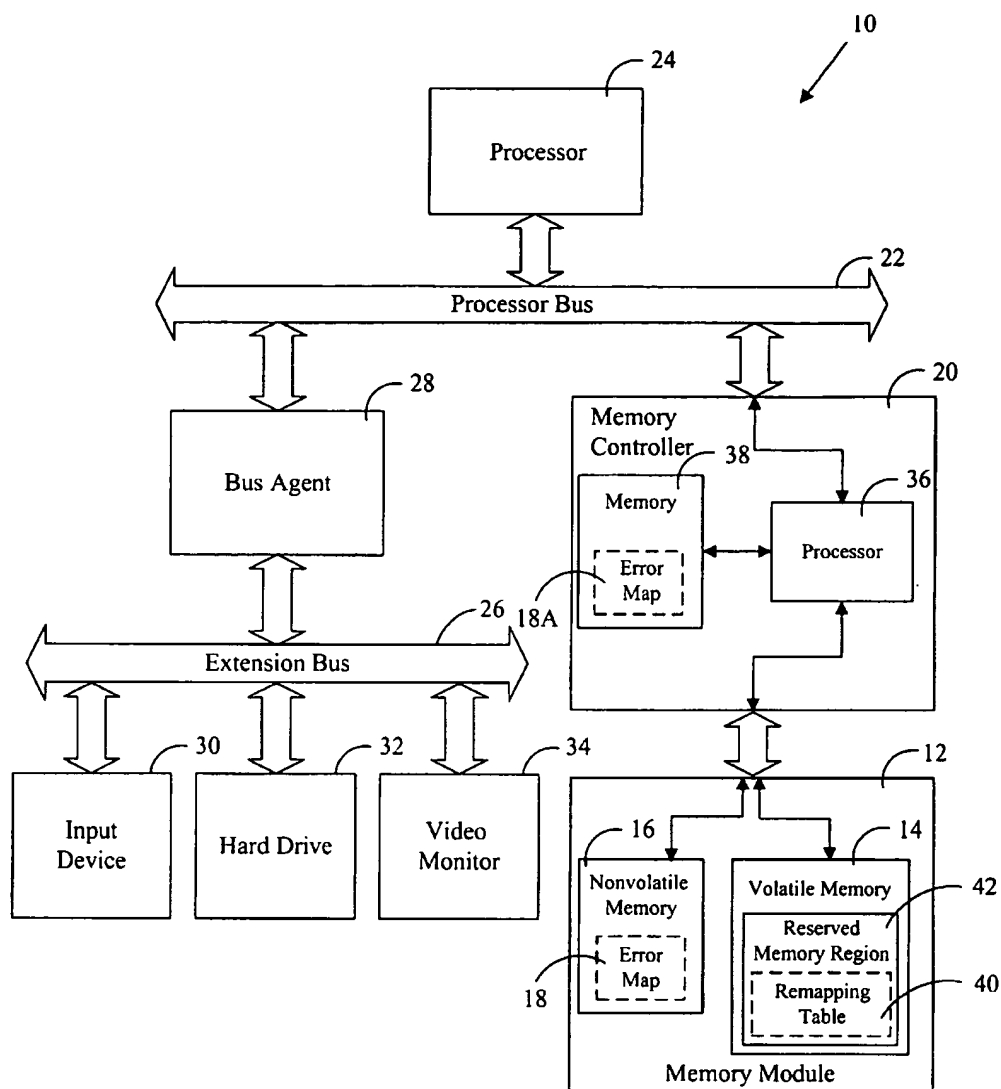 10
24
Processor
22
Processor Bus
28
Bus Agent
20
Memory
Controller
38
36
Memory
Processor
Error
Map
18A
26
Extension Bus
30
32
34
Input
Device
Hard Drive
Video
Monitor
12
16
14
Nonvolatile
Memory
Volatile Memory
42
Reserved
Memory Region
Error
Map
18
Remapping
Table
40
Memory Module